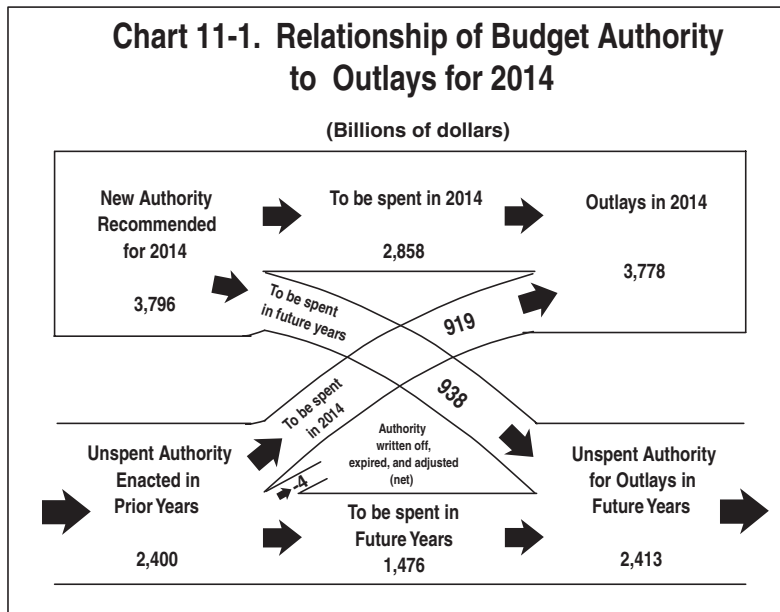 Chart 11-1. Relationship of Budget Authority
to Outlays for 2014
(Billions of dollars)
New Authority
Recommended
for 2014
3,796
To be spent in 2014
2,858
Outlays in 2014
3,778
To be spent
in future years
919
To be spent
in 2014
938
Authority
written off,
expired, and adjusted
(net)
-4
Unspent Authority
Enacted in
Prior Years
2,400
To be spent in
Future Years
1,476
Unspent Authority
for Outlays in
Future Years
2,413